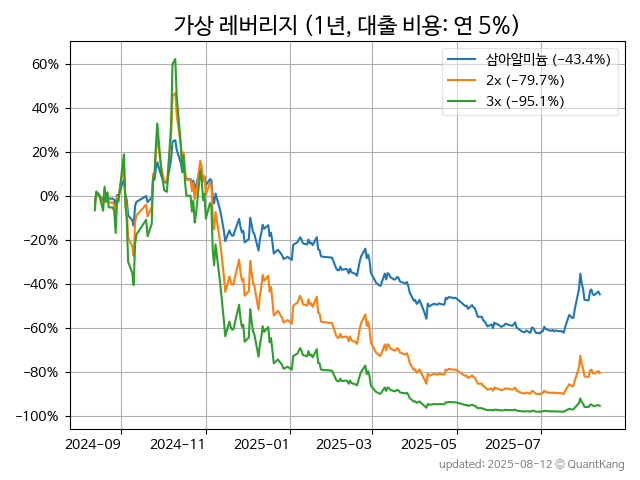 가상 레버리지 (1년, 대출 비용: 연 5%)
삼아알미늄 (−43.4%)
2x (−79.7%)
3x (−95.1%)
60%
40%
20%
0%
−20%
−40%
−60%
−80%
−100%
2024-09 2024-11 2025-01 2025-03 2025-05 2025-07
updated: 2025-08-12 © QuantKang